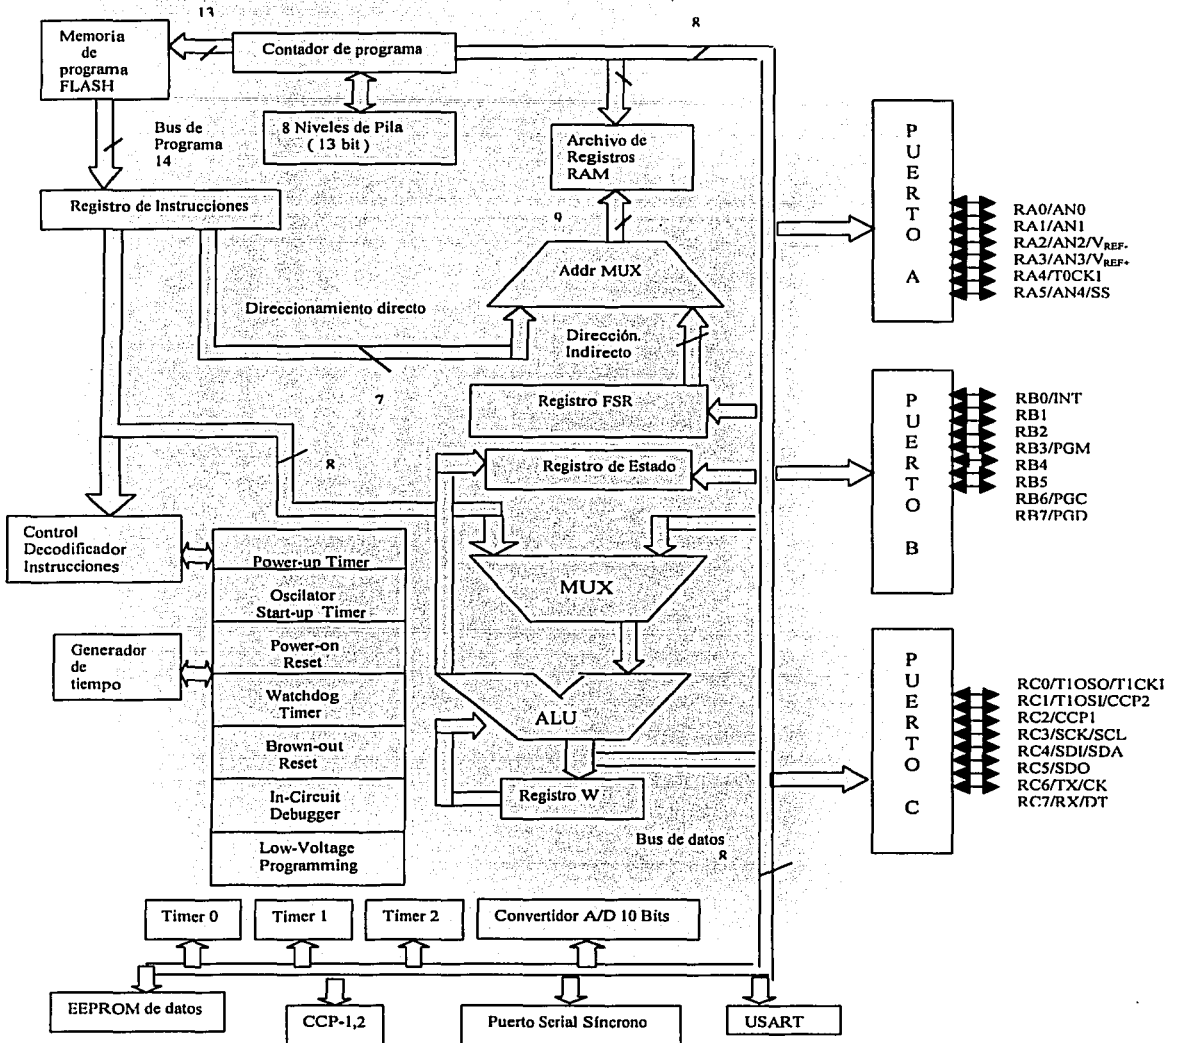 13
8
Memoria
de
programa
FLASH
Contador de programa
8 Niveles de Pila
( 13 bit )
Bus de
Programa
14
Archivo de
Registros
RAM
Registro de Instrucciones
9
Addr MUX
Direccionamiento directo
Dirección.
Indirecto
7
Registro FSR
8
Registro de Estado
Control
Decodificador
Instrucciones
Power-up Timer
Oscilator
Start-up Timer
Power-on
Reset
Watchdog
Timer
Brown-out
Reset
In-Circuit
Debugger
Low-Voltage
Programming
Generador
de
tiempo
MUX
ALU
Registro W
Bus de datos
8
PUERTO A
RA0/AN0
RA1/AN1
RA2/AN2/VREF-
RA3/AN3/VREF+
RA4/T0CKI
RA5/AN4/SS
PUERTO B
RB0/INT
RB1
RB2
RB3/PGM
RB4
RB5
RB6/PGC
RB7/PGD
PUERTO C
RC0/T1OSO/T1CKI
RC1/T1OSI/CCP2
RC2/CCP1
RC3/SCK/SCL
RC4/SDI/SDA
RC5/SDO
RC6/TX/CK
RC7/RX/DT
Timer 0
Timer 1
Timer 2
Convertidor A/D 10 Bits
EEPROM de datos
CCP-1,2
Puerto Serial Síncrono
USART